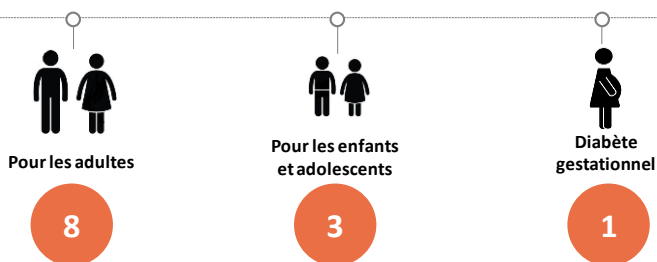 Pour les adultes
8
Pour les enfants
et adolescents
3
Diabète
gestationnel
1